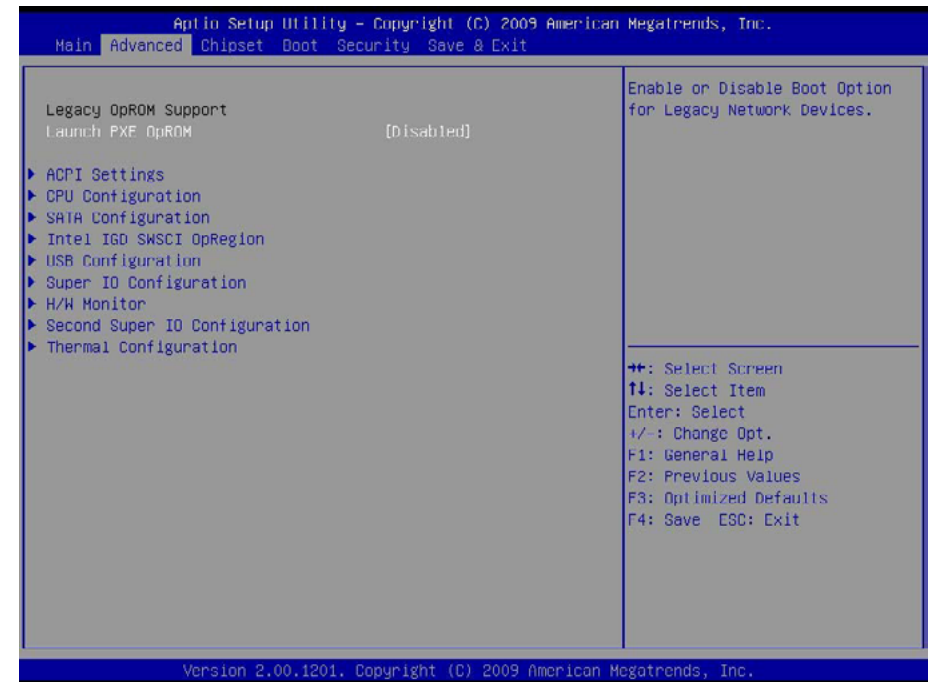 Aptio Setup Utility – Copyright (C) 2009 American Megatrends, Inc.
Main Advanced Chipset Boot Security Save & Exit
Legacy OpROM Support
Launch PXE OpROM [Disabled]
ACPI Settings
CPU Configuration
SATA Configuration
Intel IGD SWSCI OpRegion
USB Configuration
Super IO Configuration
H/W Monitor
Second Super IO Configuration
Thermal Configuration
Enable or Disable Boot Option
for Legacy Network Devices.
→←: Select Screen
↑↓: Select Item
Enter: Select
+/-: Change Opt.
F1: General Help
F2: Previous Values
F3: Optimized Defaults
F4: Save ESC: Exit
Version 2.00.1201. Copyright (C) 2009 American Megatrends, Inc.